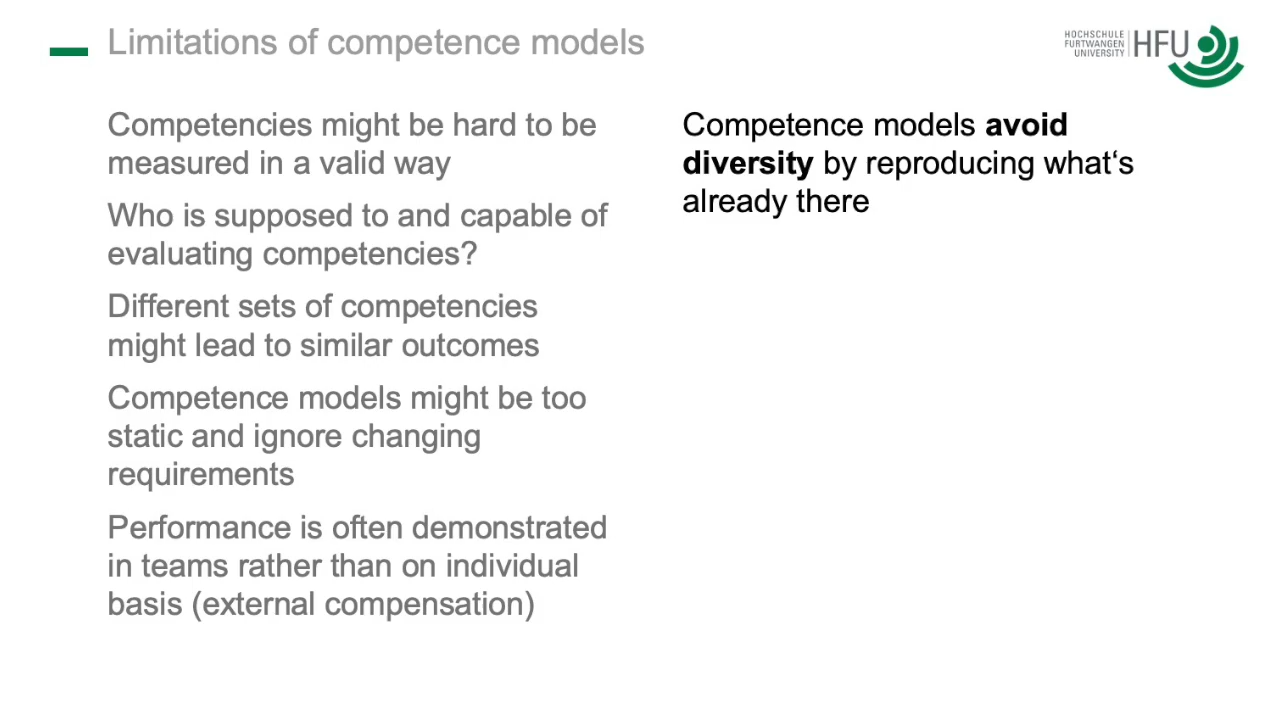 Limitations of competence models
HOCHSCHULE
FURTWANGEN
UNIVERSITY
HFU
Competencies might be hard to be
measured in a valid way
Who is supposed to and capable of
evaluating competencies?
Different sets of competencies
might lead to similar outcomes
Competence models might be too
static and ignore changing
requirements
Performance is often demonstrated
in teams rather than on individual
basis (external compensation)
Competence models avoid
diversity by reproducing what‘s
already there